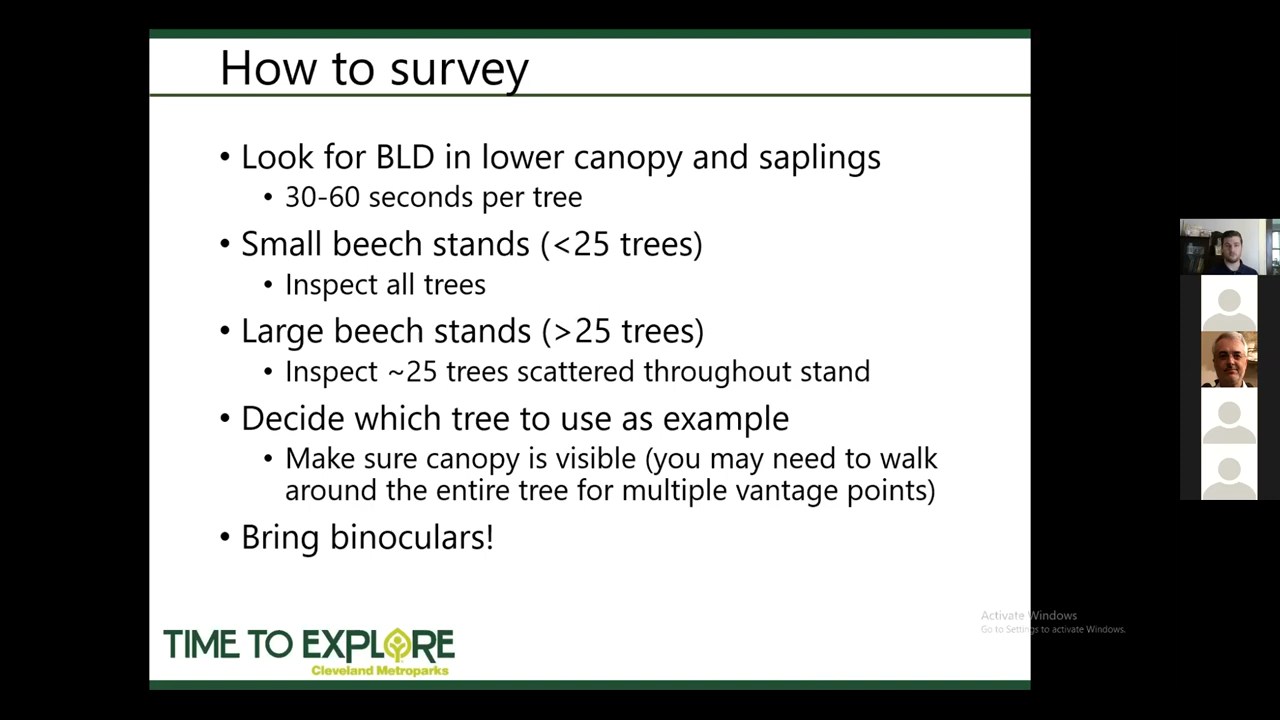 How to survey
• Look for BLD in lower canopy and saplings
• 30-60 seconds per tree
• Small beech stands (<25 trees)
• Inspect all trees
• Large beech stands (>25 trees)
• Inspect ~25 trees scattered throughout stand
• Decide which tree to use as example
• Make sure canopy is visible (you may need to walk
around the entire tree for multiple vantage points)
• Bring binoculars!
TIME TO EXPLORE
Cleveland Metroparks
Activate Windows
Go to Settings to activate Windows.